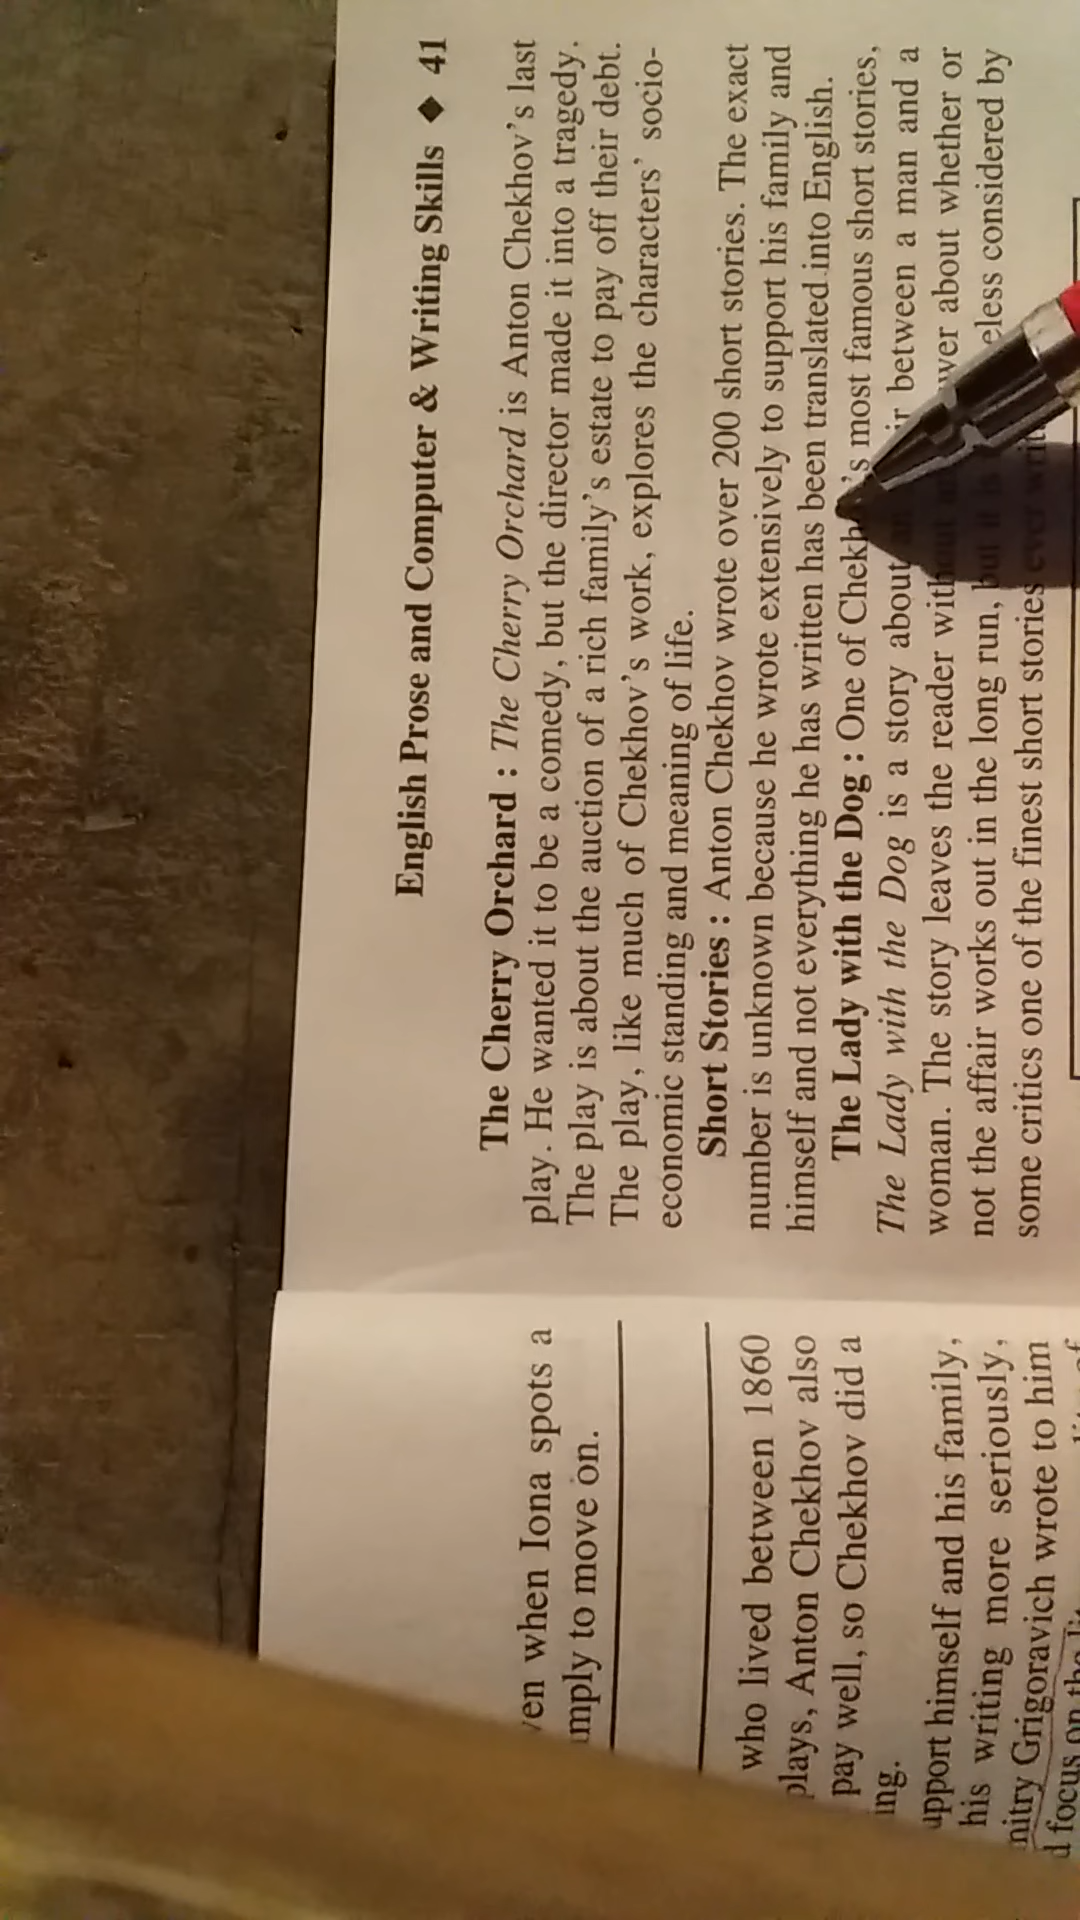 English Prose and Computer & Writing Skills ◆ 41
The Cherry Orchard : The Cherry Orchard is Anton Chekhov's last
play. He wanted it to be a comedy, but the director made it into a tragedy.
The play is about the auction of a rich family's estate to pay off their debt.
The play, like much of Chekhov's work, explores the characters' socio-
economic standing and meaning of life.
Short Stories : Anton Chekhov wrote over 200 short stories. The exact
number is unknown because he wrote extensively to support his family and
himself and not everything he has written has been translated into English.
The Lady with the Dog : One of Chekhov's most famous short stories,
The Lady with the Dog is a story about between a man and a
woman. The story leaves the reader about whether or
not the affair works out in the long run, considered by
some critics one of the finest short stories
when Iona spots a
to move on.
who lived between 1860
plays, Anton Chekhov also
pay well, so Chekhov did a
himself and his family,
his writing more seriously,
Grigoravich wrote to him
focus on